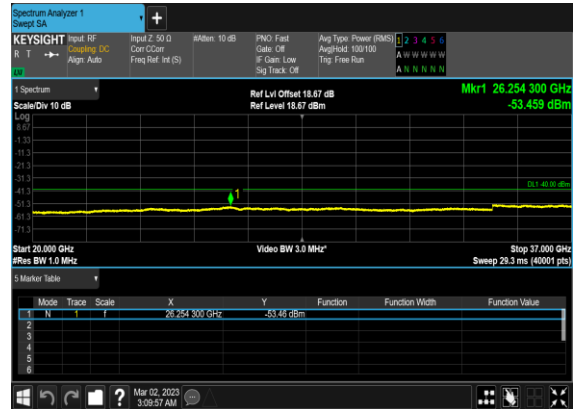 Spectrum Analyzer 1
Swept SA
+
KEYSIGHT Input: RF Input Z: 50 Ω #Atten: 10 dB PNO: Fast Avg Type: Power (RMS) 1 2 3 4 5 6
R T Coupling: DC Corr CCorr Gate: Off Avg|Hold: 100/100 A W W W W W
Align: Auto Freq Ref: Int (S) IF Gain: Low Trig: Free Run
Sig Track: Off A N N N N N
1 Spectrum Ref Lvl Offset 18.67 dB Mkr1 26.254 300 GHz
Scale/Div 10 dB Ref Level 18.67 dBm -53.459 dBm
Log
8.67
-1.33
-11.3
-21.3
-31.3
DL1 -40.00 dBm
-41.3
1
-51.3
-61.3
-71.3
Start 20.000 GHz Video BW 3.0 MHz* Stop 37.000 GHz
#Res BW 1.0 MHz Sweep 29.3 ms (40001 pts)
5 Marker Table
Mode Trace Scale X Y Function Function Width Function Value
1 N 1 f 26.254 300 GHz -53.46 dBm
2
3
4
5
6
? Mar 02, 2023
3:09:57 AM